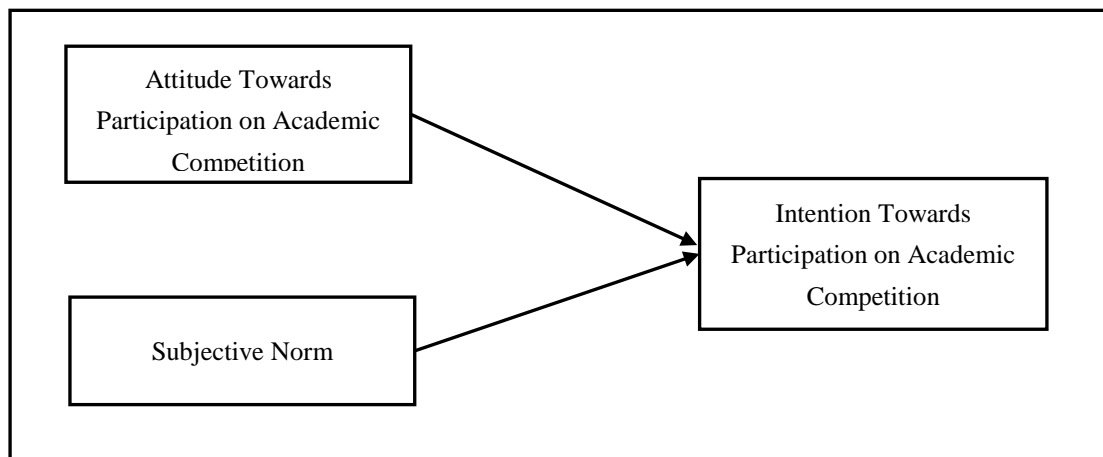 Attitude Towards
Participation on Academic
Competition
Intention Towards
Participation on Academic
Competition
Subjective Norm